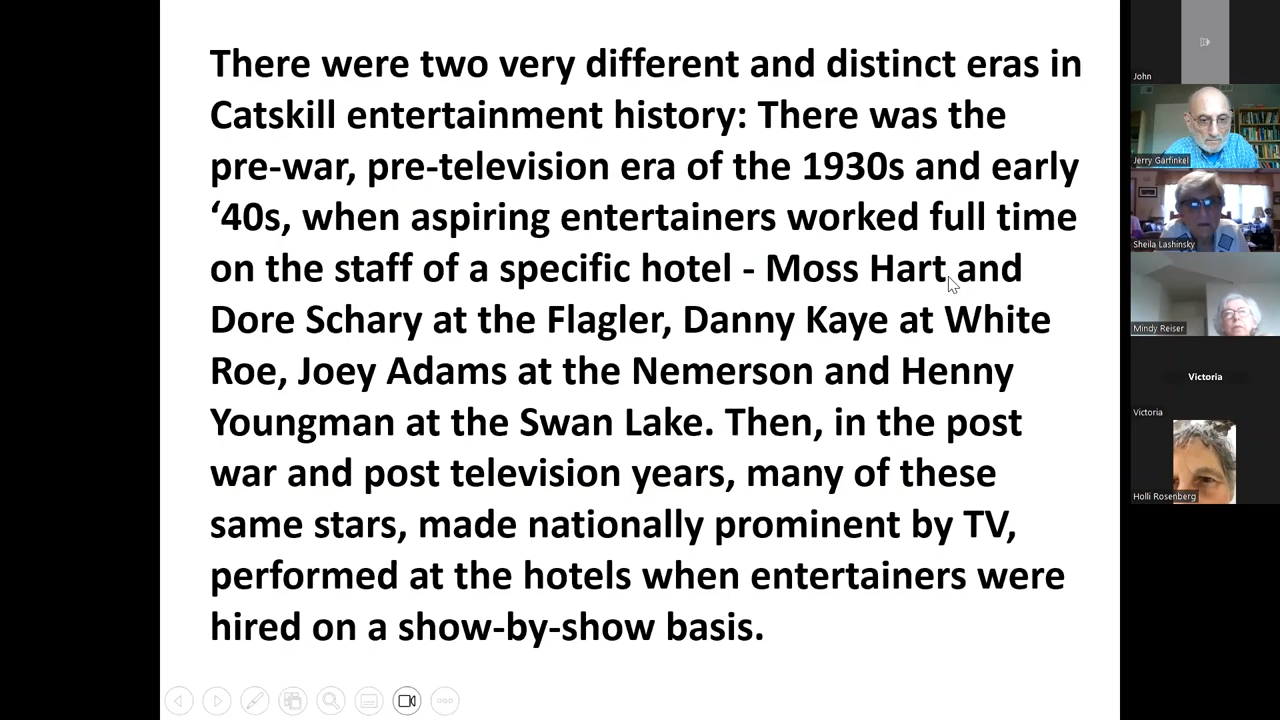 There were two very different and distinct eras in
Catskill entertainment history: There was the
pre-war, pre-television era of the 1930s and early
‘40s, when aspiring entertainers worked full time
on the staff of a specific hotel - Moss Hart and
Dore Schary at the Flagler, Danny Kaye at White
Roe, Joey Adams at the Nemerson and Henny
Youngman at the Swan Lake. Then, in the post
war and post television years, many of these
same stars, made nationally prominent by TV,
performed at the hotels when entertainers were
hired on a show-by-show basis.
John
Jerry Garfinkel
Sheila Lashinsky
Mindy Reiser
Victoria
Victoria
Holli Rosenberg